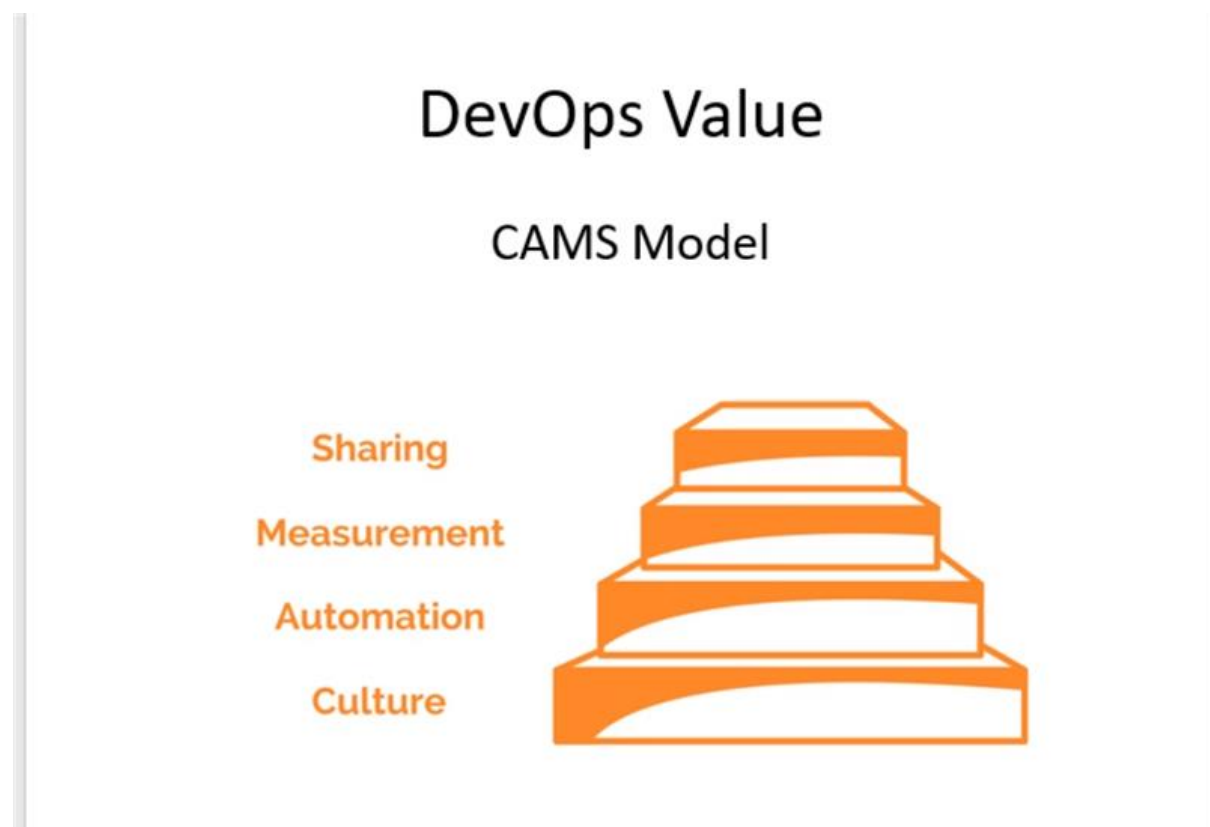 DevOps Value
CAMS Model
Sharing
Measurement
Automation
Culture